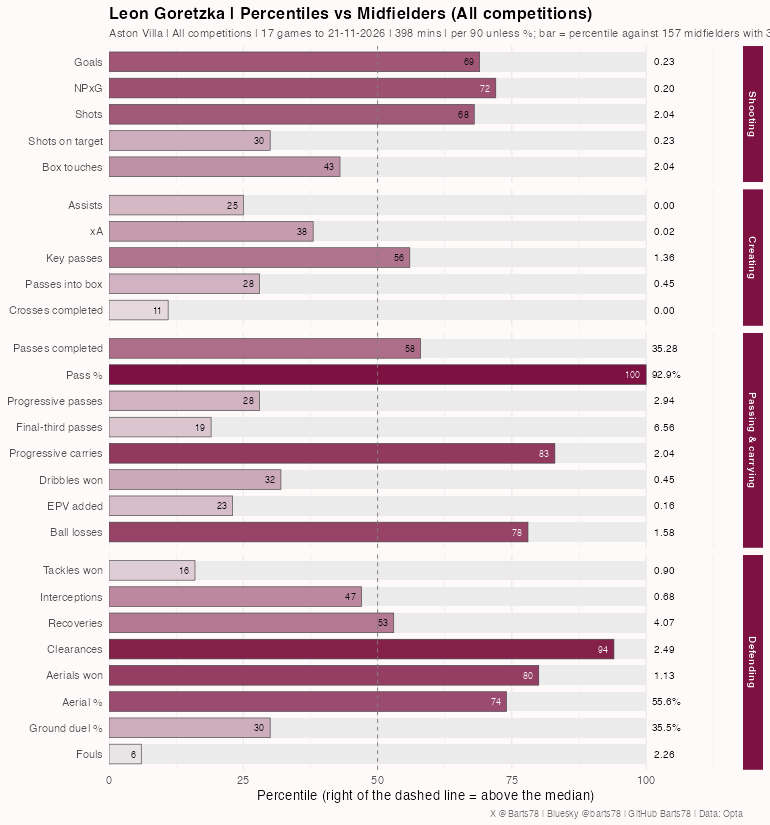 Leon Goretzka | Percentiles vs Midfielders (All competitions)
Aston Villa | All competitions | 17 games to 21-11-2026 | 398 mins | per 90 unless %; bar = percentile against 157 midfielders with 3
Goals 69 0.23
NPxG 72 0.20
Shots 68 2.04
Shots on target 30 0.23
Box touches 43 2.04
Shooting
Assists 25 0.00
xA 38 0.02
Key passes 56 1.36
Passes into box 28 0.45
Crosses completed 11 0.00
Creating
Passes completed 58 35.28
Pass % 100 92.9%
Progressive passes 28 2.94
Final-third passes 19 6.56
Progressive carries 83 2.04
Dribbles won 32 0.45
EPV added 23 0.16
Ball losses 78 1.58
Passing & carrying
Tackles won 16 0.90
Interceptions 47 0.68
Recoveries 53 4.07
Clearances 94 2.49
Aerials won 80 1.13
Aerial % 74 55.6%
Ground duel % 30 35.5%
Fouls 6 2.26
Defending
0 25 50 75 100
Percentile (right of the dashed line = above the median)
X @Barts78 | Bluesky @barts78 | GitHub Barts78 | Data: Opta